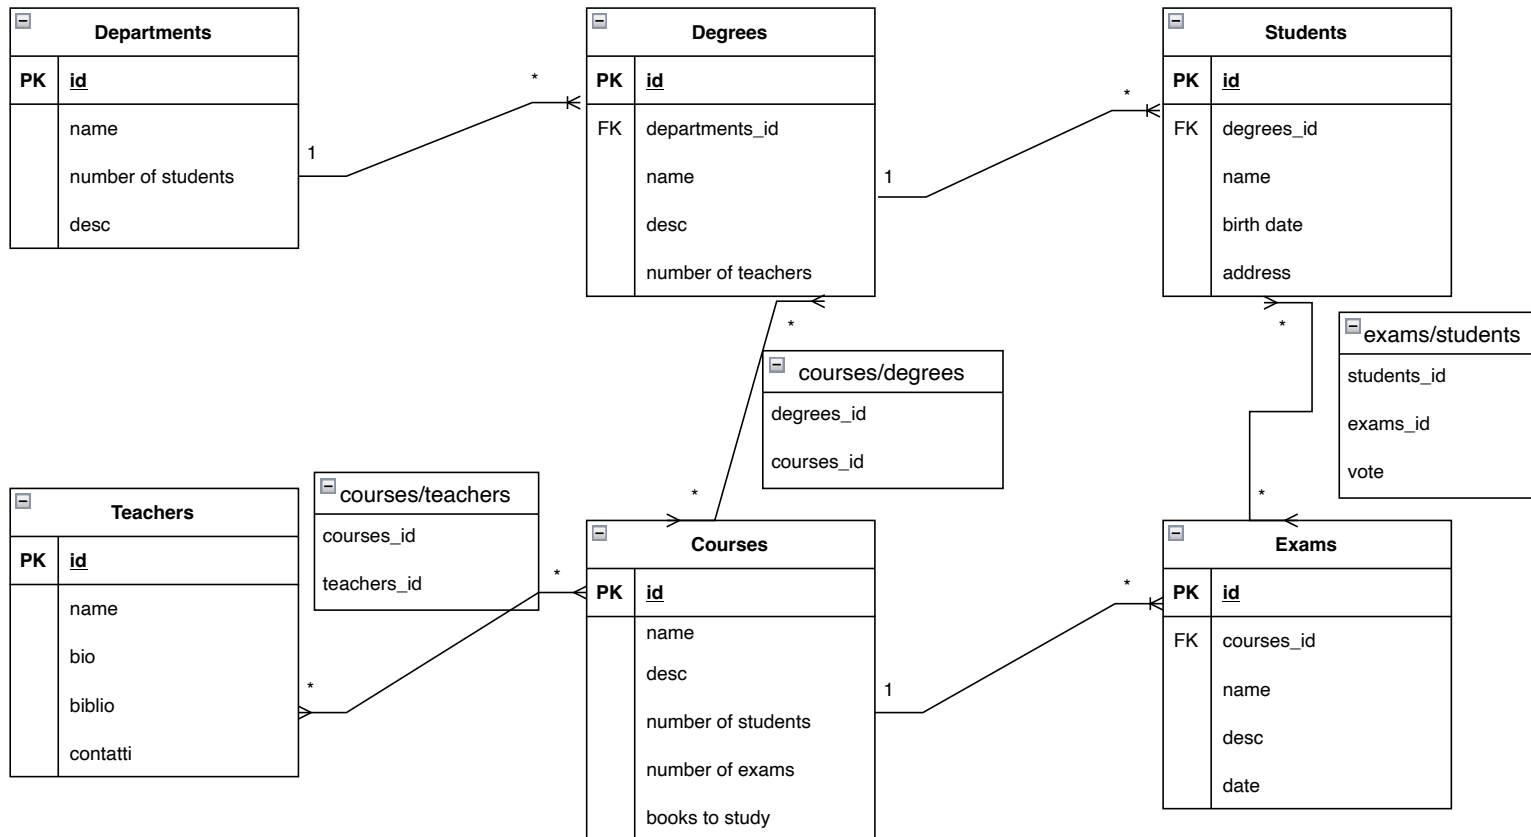 Departments
PK id
name
number of students
desc
1
*
Degrees
PK id
FK departments_id
name
desc
number of teachers
1
*
Students
PK id
FK degrees_id
name
birth date
address
*
*
exams/students
students_id
exams_id
vote
*
*
courses/degrees
degrees_id
courses_id
Teachers
PK id
name
bio
biblio
contatti
*
*
courses/teachers
courses_id
teachers_id
Courses
PK id
name
desc
number of students
number of exams
books to study
1
*
Exams
PK id
FK courses_id
name
desc
date